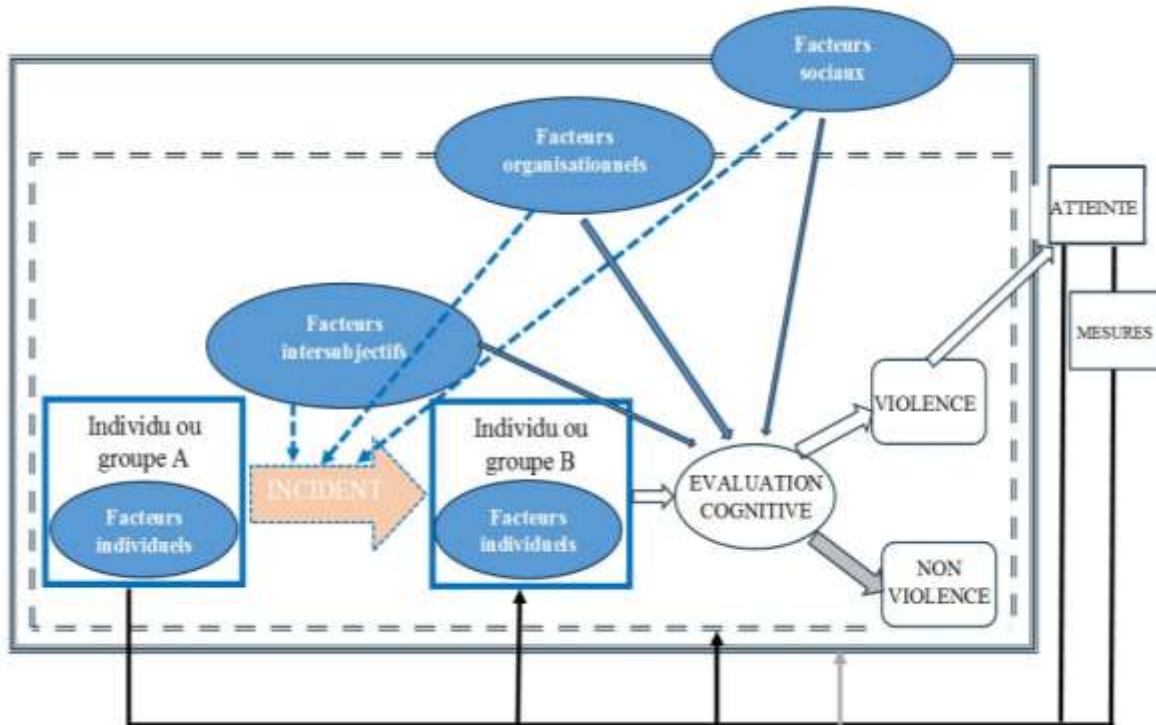 Facteurs
sociaux
Facteurs
organisationnels
ATTEINTE
Facteurs
intersubjectifs
MESURES
Individu ou
groupe A
INCIDENT
Individu ou
groupe B
VIOLENCE
EVALUATION
COGNITIVE
Facteurs
individuels
Facteurs
individuels
NON
VIOLENCE